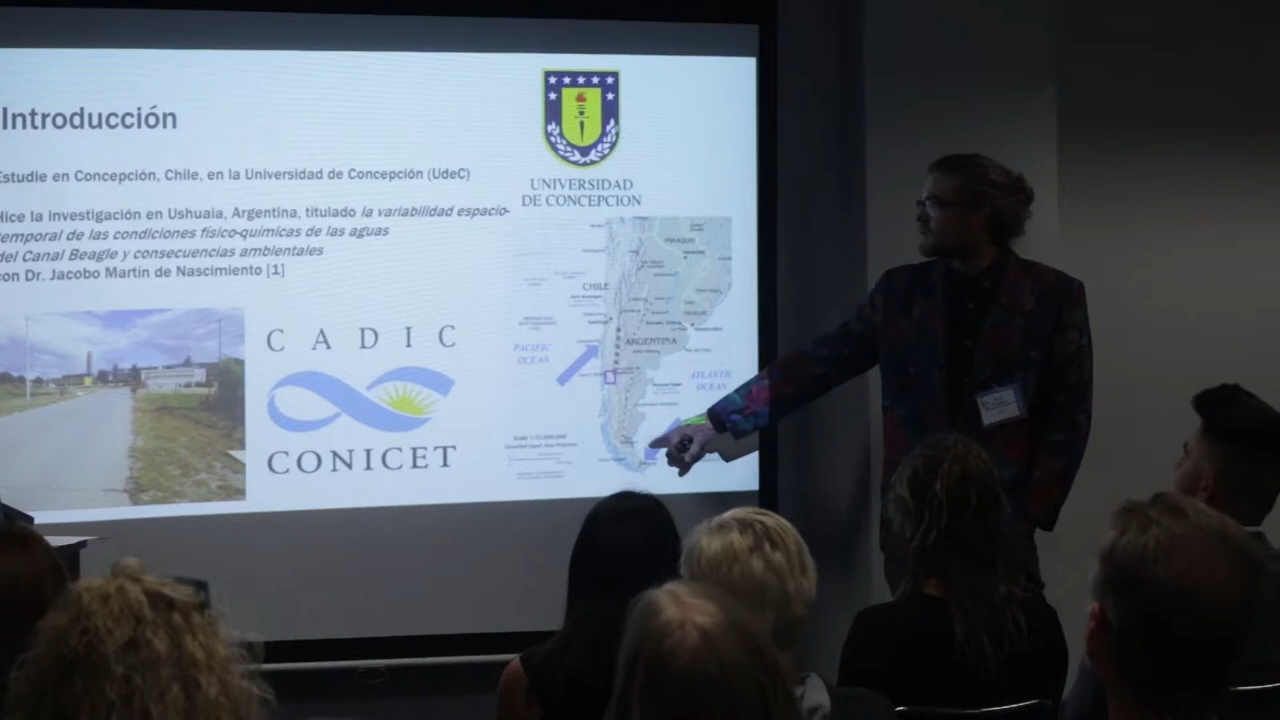 Introducción
Estudie en Concepción, Chile, en la Universidad de Concepción (UdeC)
Hice la investigación en Ushuaia, Argentina, titulado la variabilidad espacio-
temporal de las condiciones físico-químicas de las aguas
del Canal Beagle y consecuencias ambientales
con Dr. Jacobo Martín de Nascimiento [1]
UNIVERSIDAD
DE CONCEPCION
CADIC
CONICET
PARAGUAY
CHILE
ARGENTINA
PACIFIC
OCEAN
ATLANTIC
OCEAN